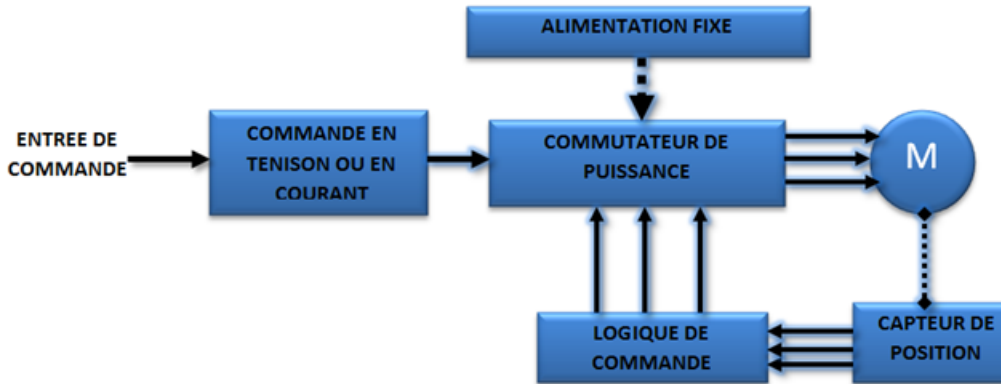 ALIMENTATION FIXE
ENTREE DE
COMMANDE
COMMANDE EN
TENISON OU EN
COURANT
COMMUTATEUR DE
PUISSANCE
M
LOGIQUE DE
COMMANDE
CAPTEUR DE
POSITION